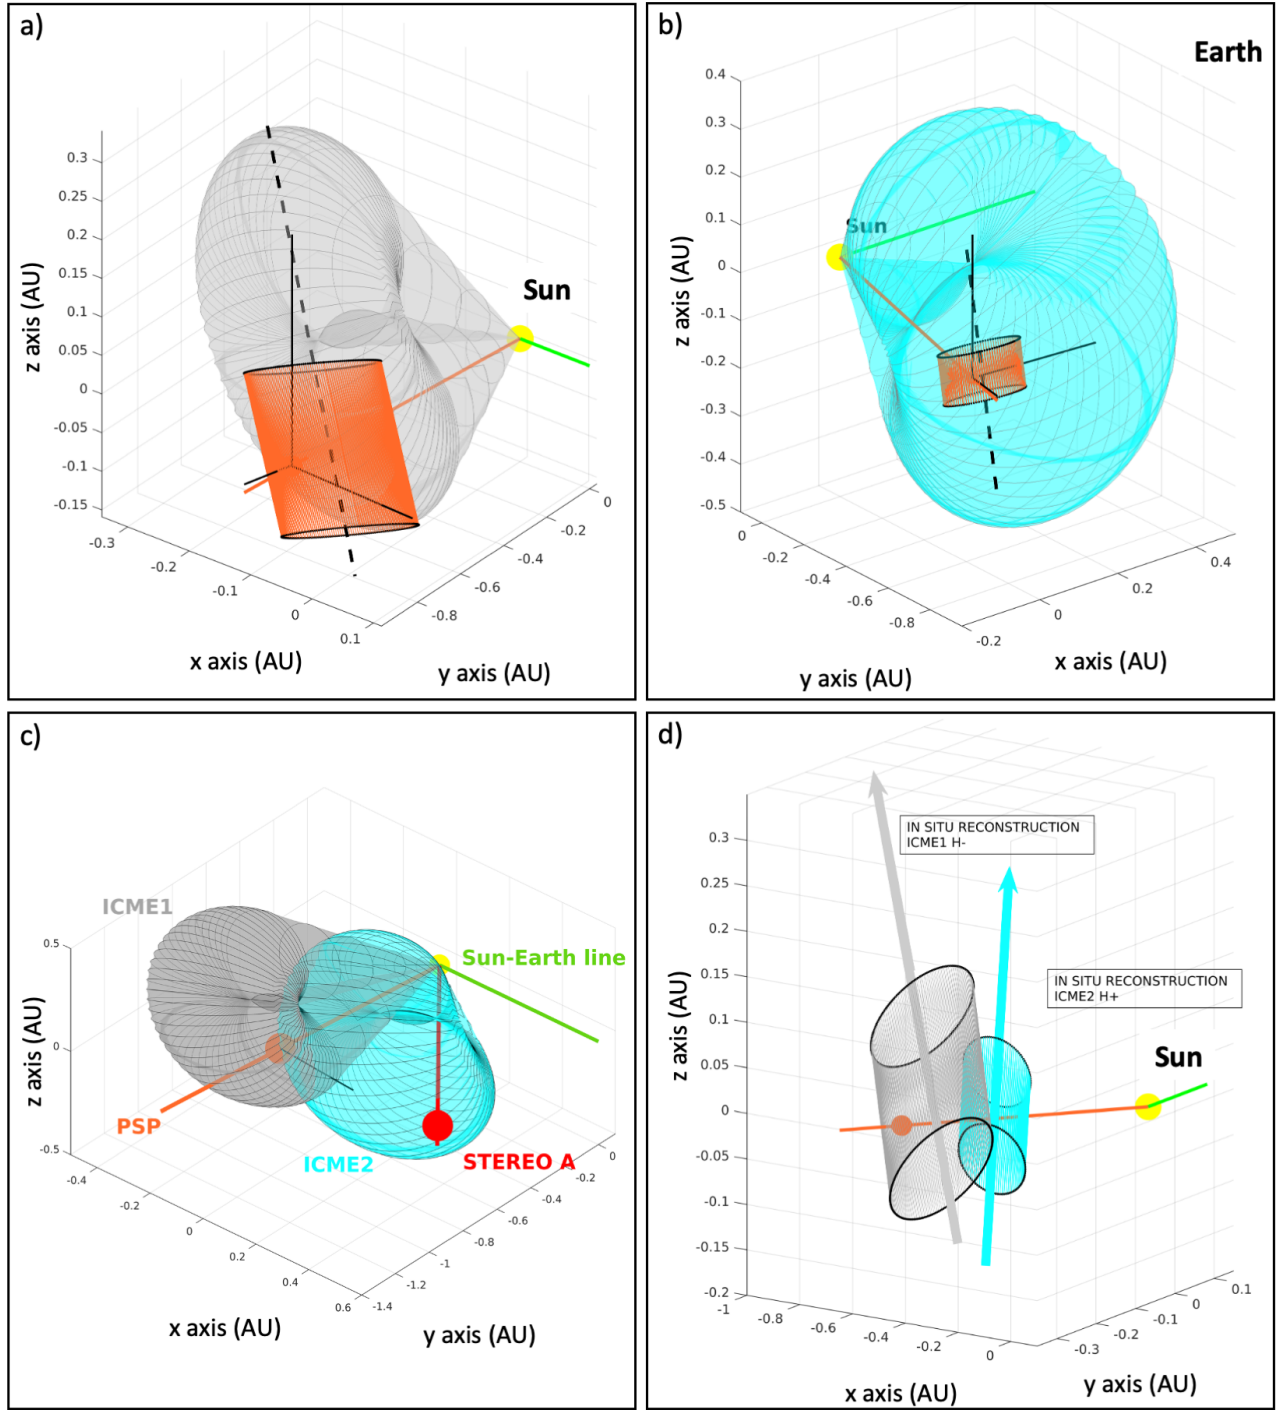 a)
Sun
z axis (AU)
0.3
0.25
0.2
0.15
0.1
0.05
0
-0.05
-0.1
-0.15
-0.3
-0.2
-0.1
0
0.1
x axis (AU)
-0.8
-0.6
-0.4
-0.2
0
y axis (AU)
b)
Earth
Sun
z axis (AU)
0.4
0.3
0.2
0.1
0
-0.1
-0.2
-0.3
-0.4
-0.5
0
-0.2
-0.4
-0.6
-0.8
y axis (AU)
-0.2
0
0.2
0.4
x axis (AU)
c)
ICME1
Sun-Earth line
PSP
ICME2
STEREO A
z axis (AU)
0.5
0
-0.5
-0.4
-0.2
0
0.2
0.4
0.6
x axis (AU)
-1.4
-1.2
-1
-0.8
-0.6
-0.4
-0.2
0
y axis (AU)
d)
IN SITU RECONSTRUCTION
ICME1 H-
IN SITU RECONSTRUCTION
ICME2 H+
Sun
z axis (AU)
0.3
0.25
0.2
0.15
0.1
0.05
0
-0.05
-0.1
-0.15
-0.2
-1
-0.8
-0.6
-0.4
-0.2
0
x axis (AU)
-0.3
-0.2
-0.1
0
0.1
y axis (AU)